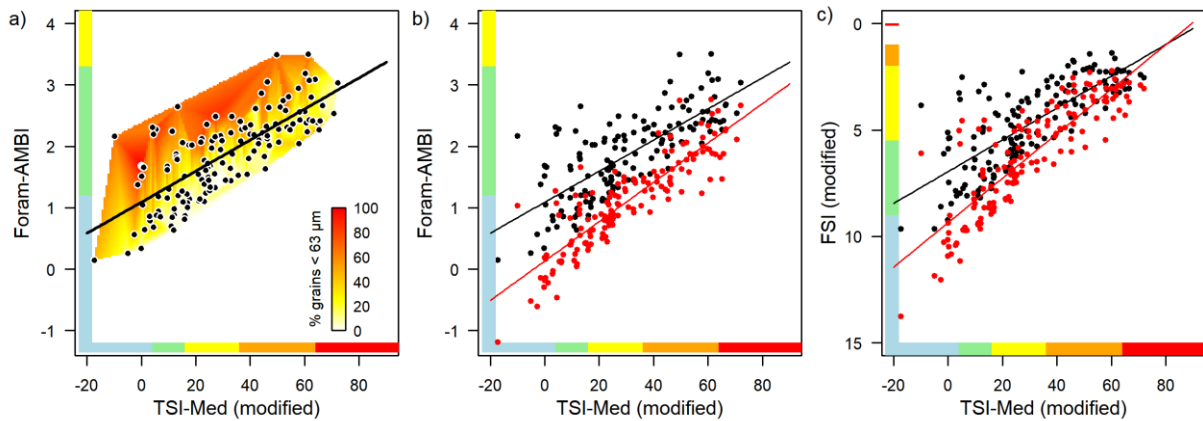 a)
4
3
2
1
0
-1
Foram-AMBI
100
80
60
40
20
0
% grains < 63 µm
-20 0 20 40 60 80
TSI-Med (modified)
b)
4
3
2
1
0
-1
Foram-AMBI
-20 0 20 40 60 80
TSI-Med (modified)
c)
0
5
10
15
FSI (modified)
-20 0 20 40 60 80
TSI-Med (modified)